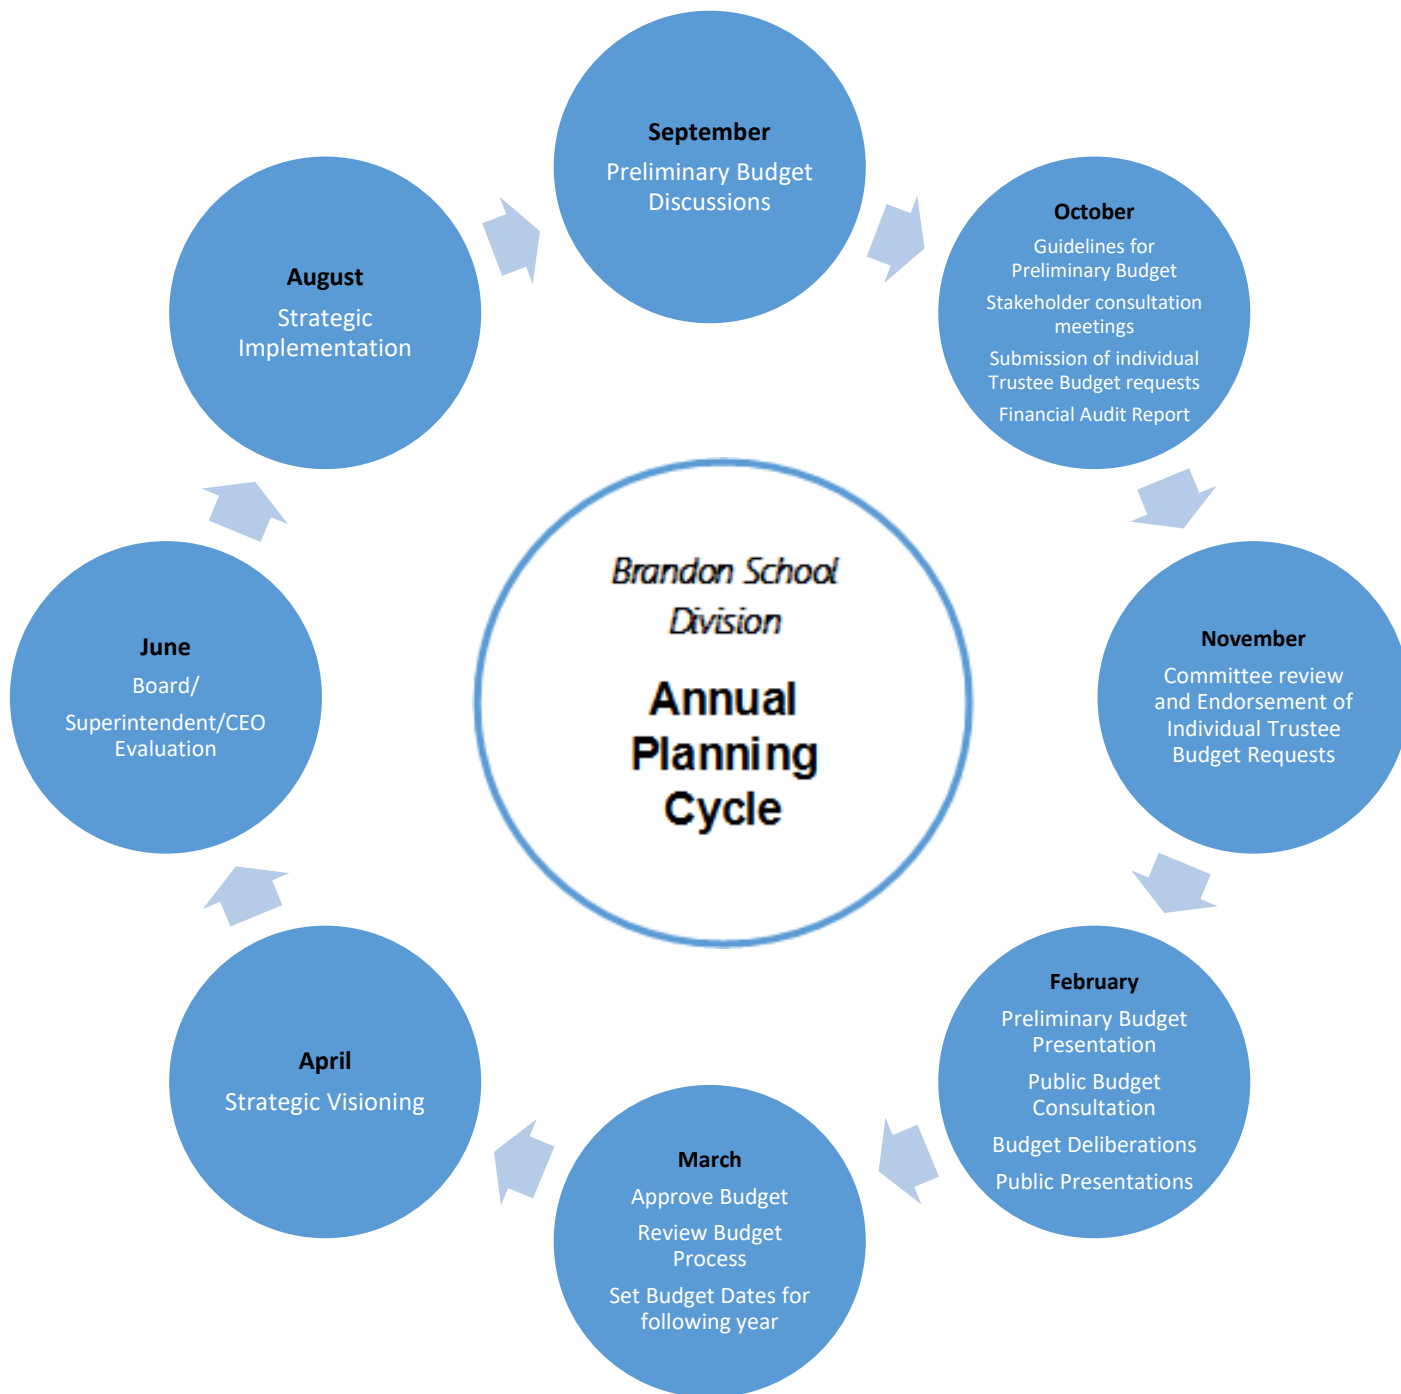 September
Preliminary Budget
Discussions
October
Guidelines for
Preliminary Budget
Stakeholder consultation
meetings
Submission of individual
Trustee Budget requests
Financial Audit Report
November
Committee review
and Endorsement of
Individual Trustee
Budget Requests
February
Preliminary Budget
Presentation
Public Budget
Consultation
Budget Deliberations
Public Presentations
March
Approve Budget
Review Budget
Process
Set Budget Dates for
following year
April
Strategic Visioning
June
Board/
Superintendent/CEO
Evaluation
August
Strategic
Implementation
Brandon School
Division
Annual
Planning
Cycle